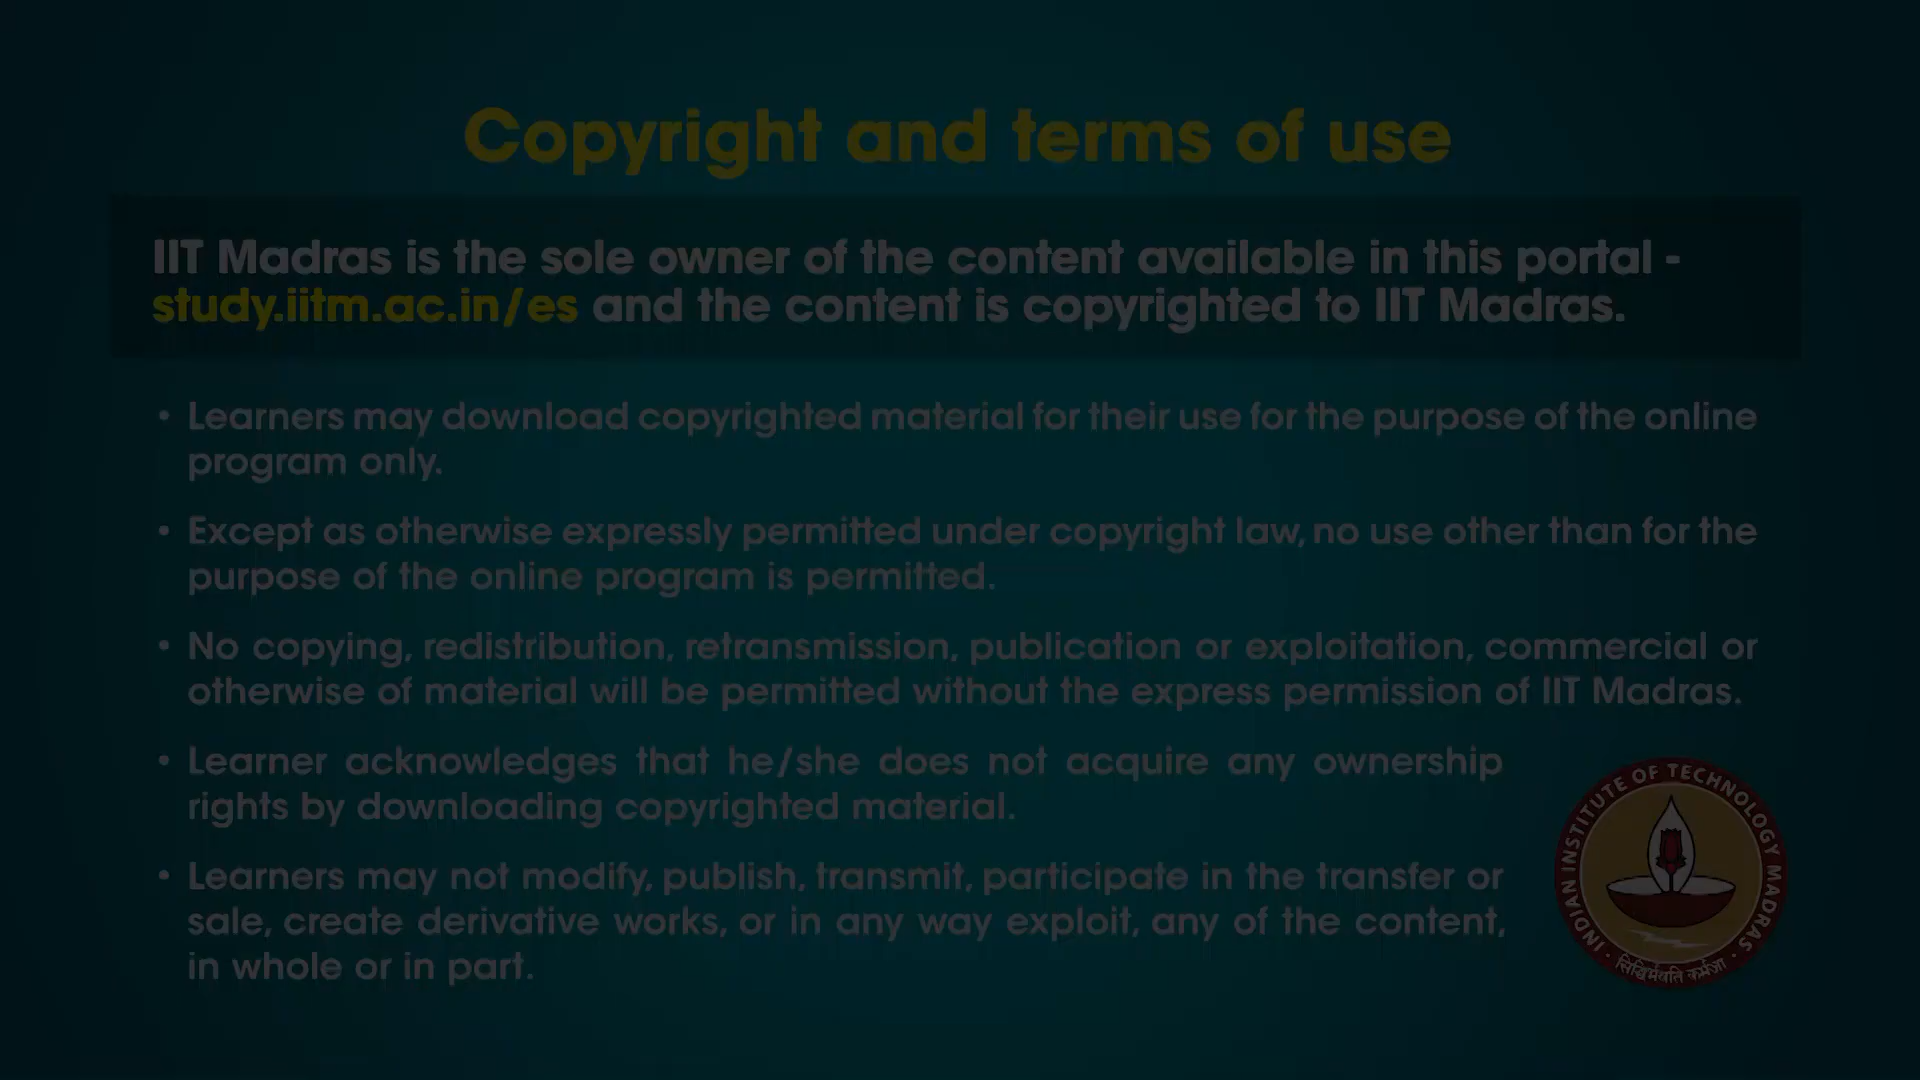 Copyright and terms of use
IIT Madras is the sole owner of the content available in this portal -
study.iitm.ac.in/es and the content is copyrighted to IIT Madras.
• Learners may download copyrighted material for their use for the purpose of the online
program only.
• Except as otherwise expressly permitted under copyright law, no use other than for the
purpose of the online program is permitted.
• No copying, redistribution, retransmission, publication or exploitation, commercial or
otherwise of material will be permitted without the express permission of IIT Madras.
• Learner acknowledges that he/she does not acquire any ownership
rights by downloading copyrighted material.
• Learners may not modify, publish, transmit, participate in the transfer or
sale, create derivative works, or in any way exploit, any of the content,
in whole or in part.
INDIAN INSTITUTE OF TECHNOLOGY MADRAS
सिद्धिर्भवति कर्मजा